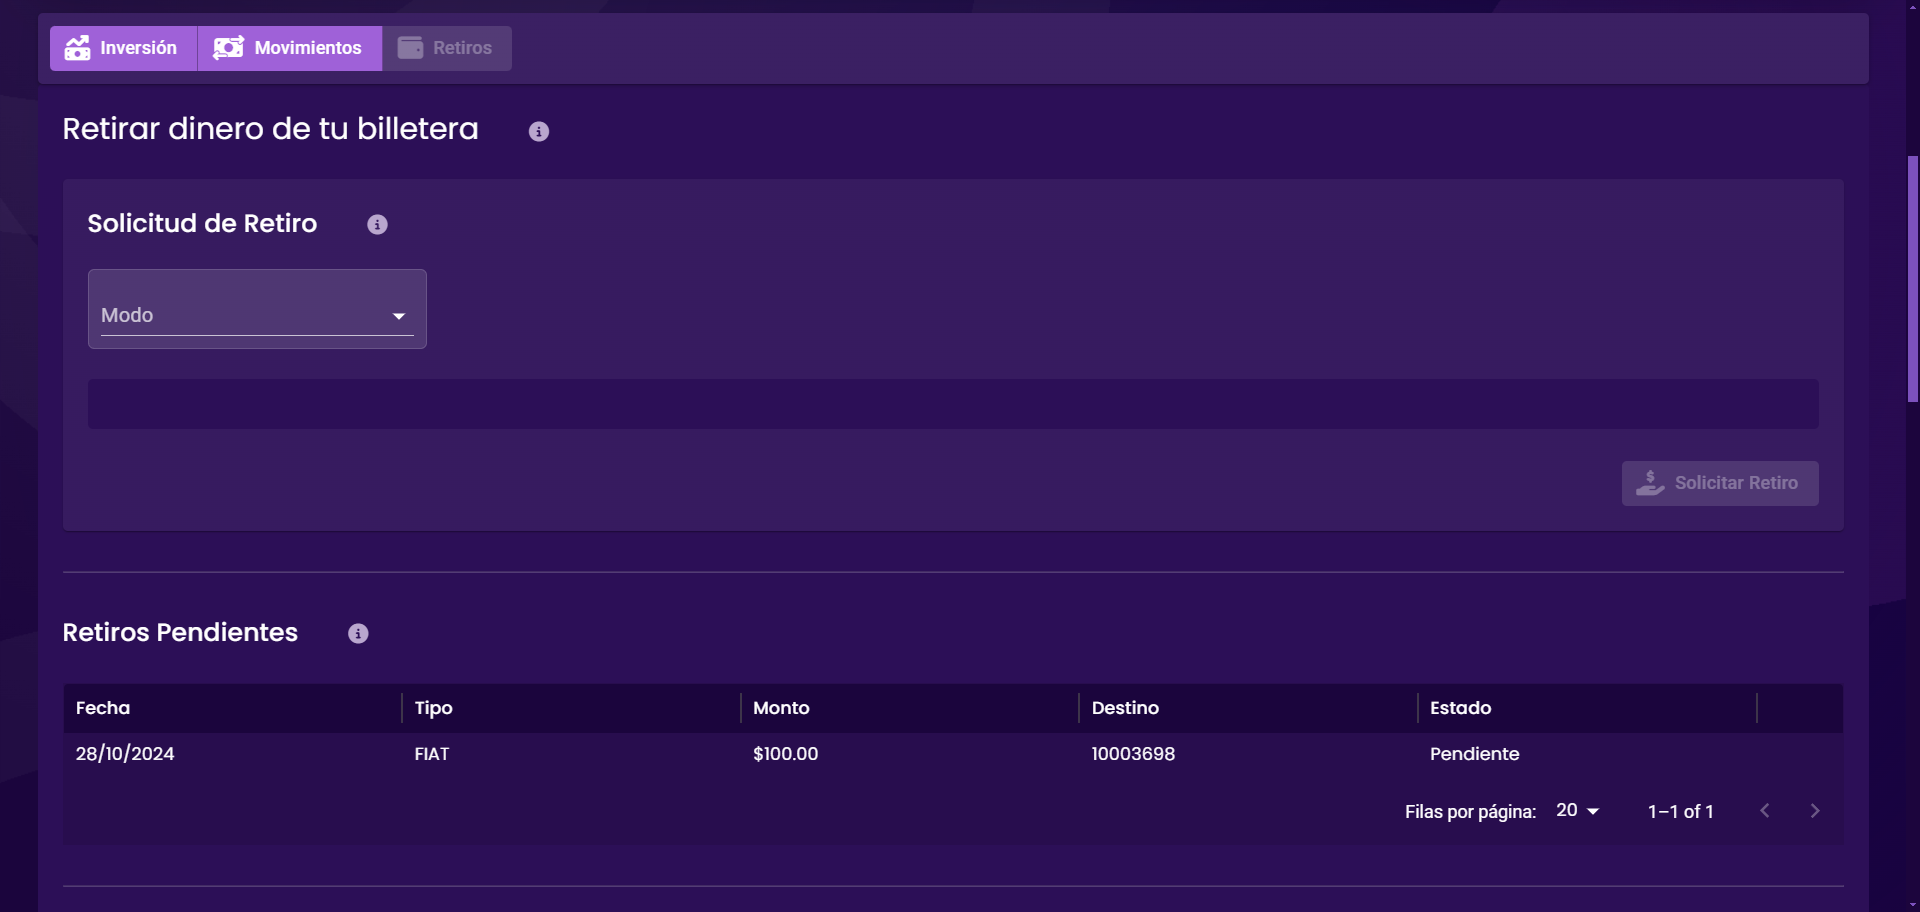 Inversión Movimientos Retiros
Retirar dinero de tu billetera
Solicitud de Retiro
Modo
Solicitar Retiro
Retiros Pendientes
Fecha Tipo Monto Destino Estado
28/10/2024 FIAT $100.00 10003698 Pendiente
Filas por página: 20 1–1 of 1